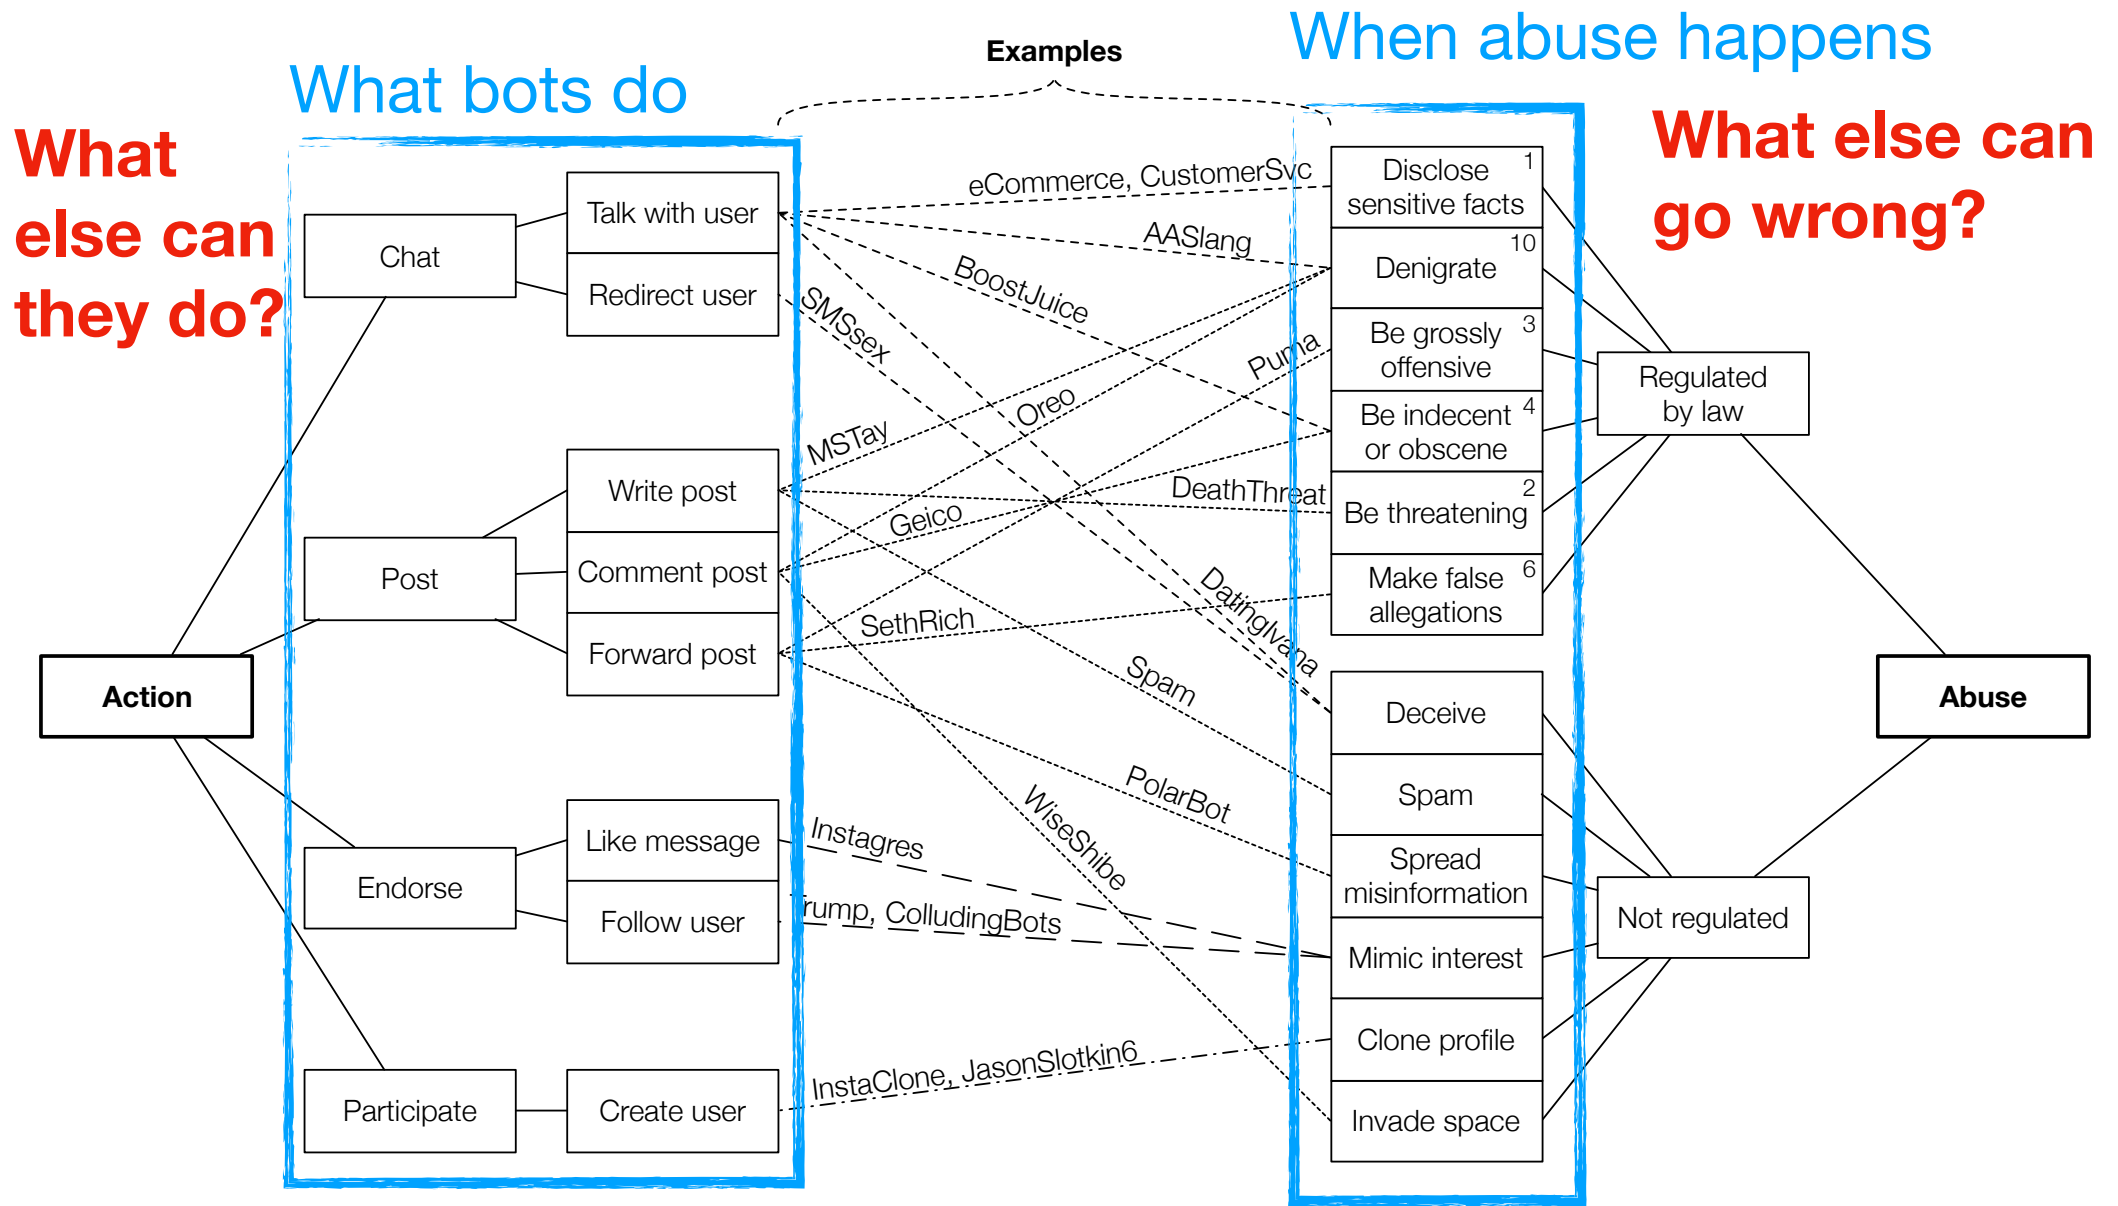 Examples
When abuse happens
What bots do
What
else can
they do?
What else can
go wrong?
Action
Chat
Talk with user
Redirect user
Post
Write post
Comment post
Forward post
Endorse
Like message
Follow user
Participate
Create user
eCommerce, CustomerSvc
AASlang
BoostJuice
SMSsex
Puma
Oreo
MSTay
DeathThreat
Geico
DatingIvana
SethRich
Spam
PolarBot
WiseShibe
Instagres
Trump, ColludingBots
InstaClone, JasonSlotkin6
Disclose 1
sensitive facts
Denigrate 10
Be grossly 3
offensive
Be indecent 4
or obscene
Be threatening 2
Make false 6
allegations
Deceive
Spam
Spread
misinformation
Mimic interest
Clone profile
Invade space
Regulated
by law
Not regulated
Abuse